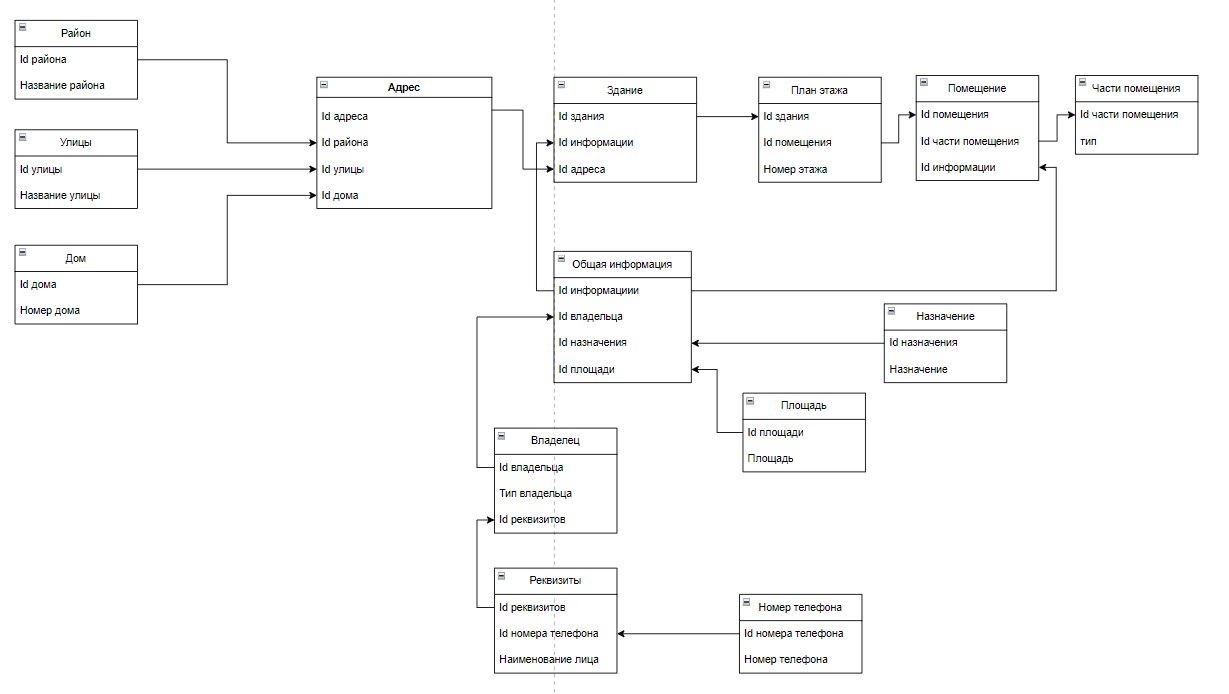 Район
Id района
Название района
Улицы
Id улицы
Название улицы
Дом
Id дома
Номер дома
Адрес
Id адреса
Id района
Id улицы
Id дома
Здание
Id здания
Id информации
Id адреса
План этажа
Id здания
Id помещения
Номер этажа
Помещение
Id помещения
Id части помещения
Id информации
Части помещения
Id части помещения
тип
Общая информация
Id информациии
Id владельца
Id назначения
Id площади
Назначение
Id назначения
Назначение
Площадь
Id площади
Площадь
Владелец
Id владельца
Тип владельца
Id реквизитов
Реквизиты
Id реквизитов
Id номера телефона
Наименование лица
Номер телефона
Id номера телефона
Номер телефона